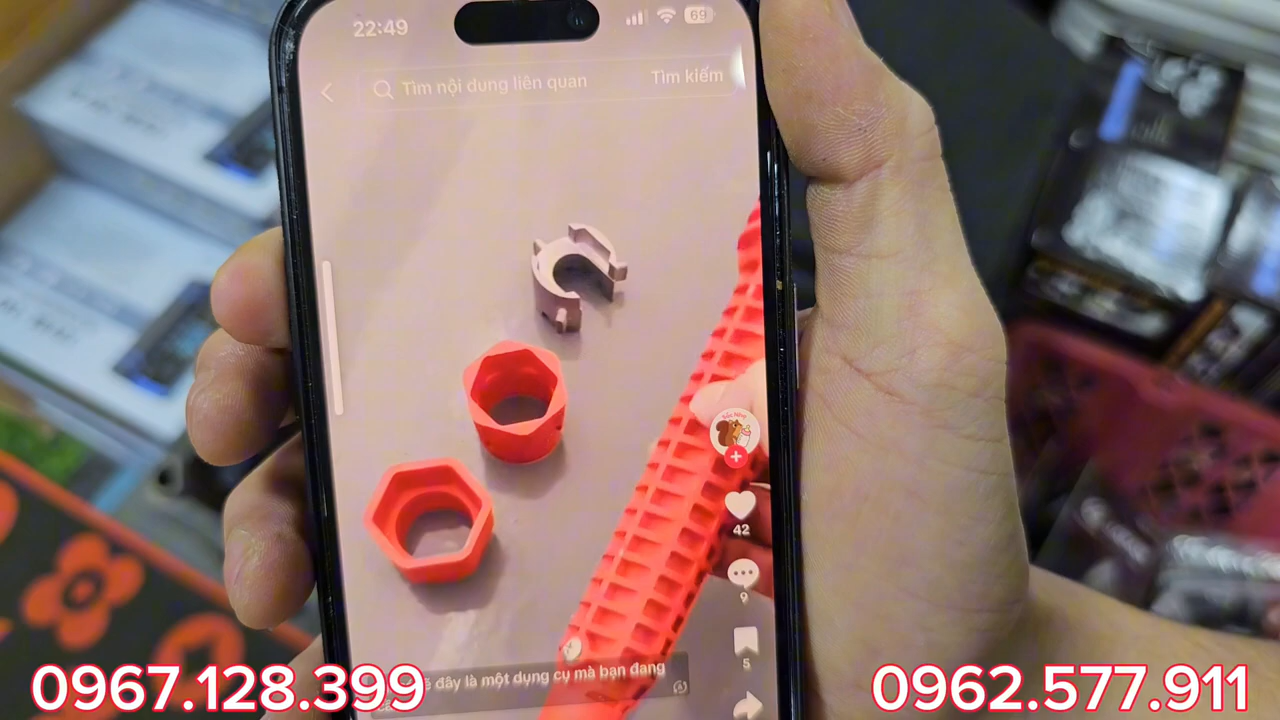 22:49
69
Tìm nội dung liên quan
Tìm kiếm
42
9
5
đây là một dụng cụ mà bạn đang
0967.128.399
0962.577.911